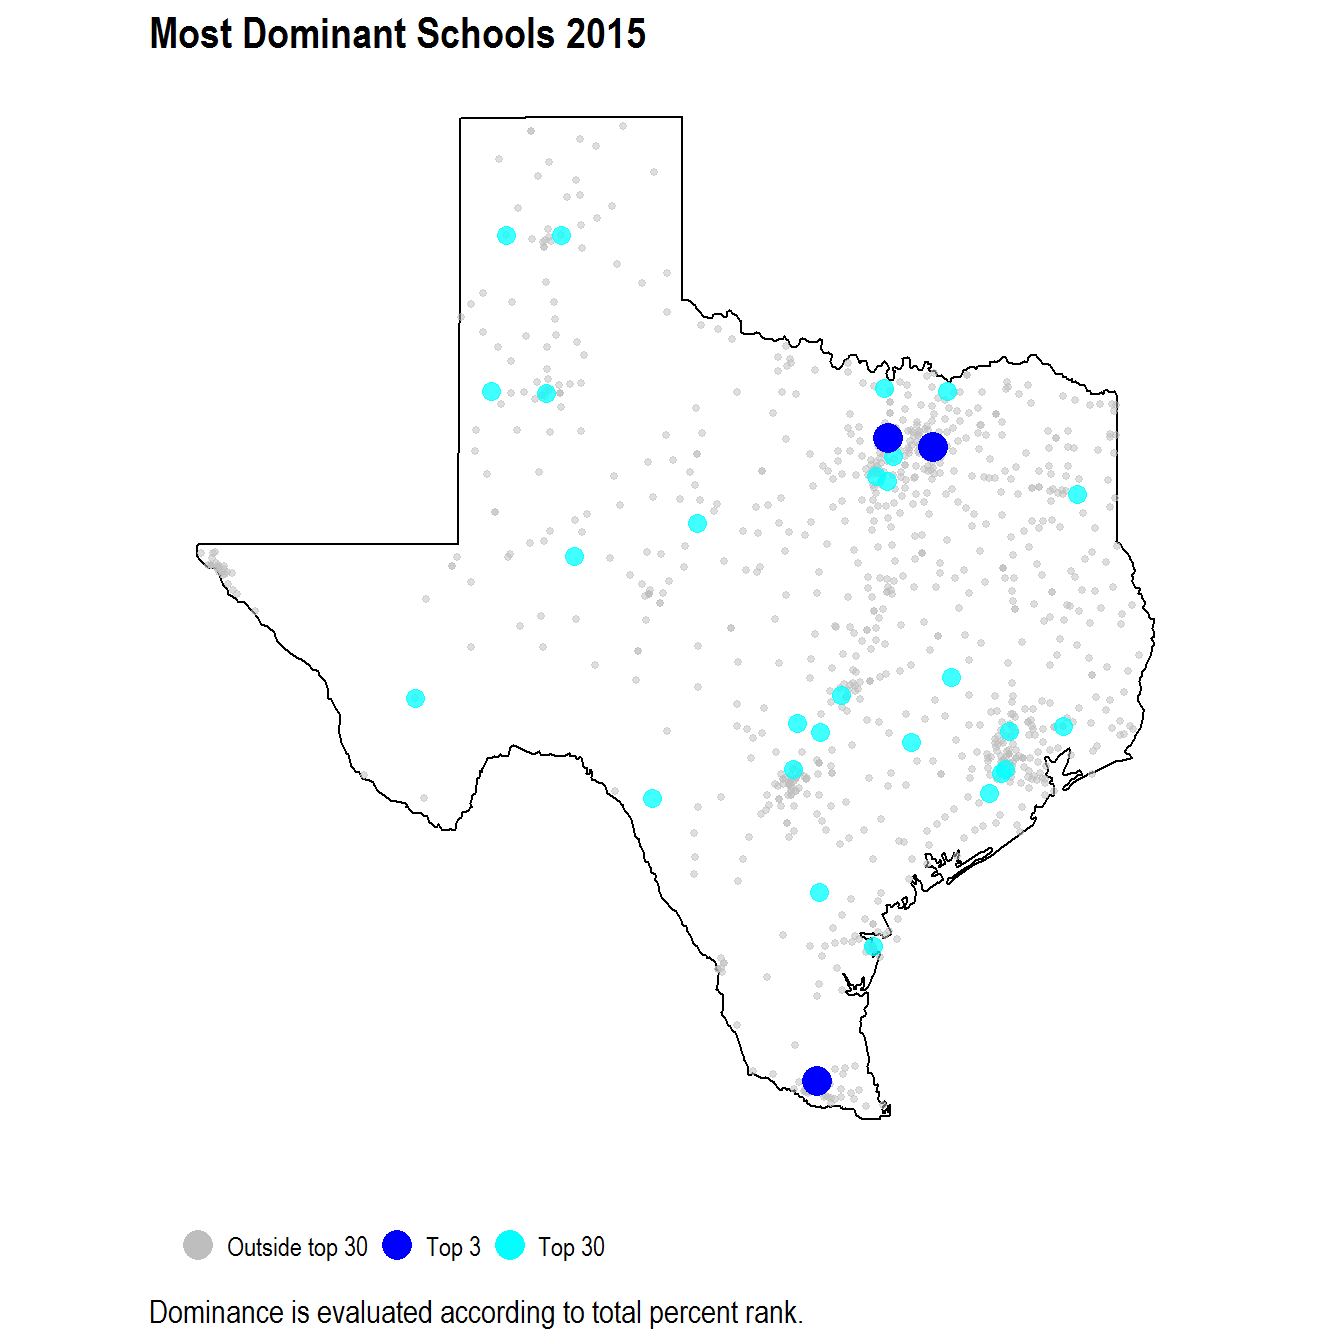 Most Dominant Schools 2015
Outside top 30 Top 3 Top 30
Dominance is evaluated according to total percent rank.